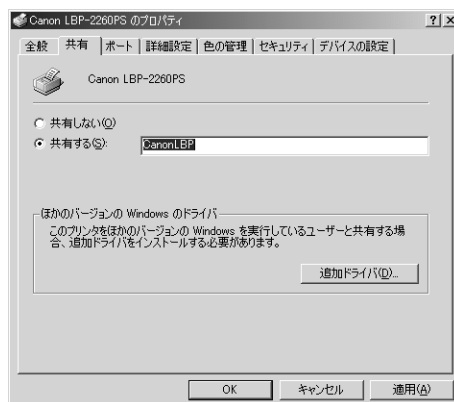 Canon LBP-2260PS のプロパティ
全般 共有 ポート 詳細設定 色の管理 セキュリティ デバイスの設定
Canon LBP-2260PS
共有しない(O)
共有する(S): CanonLBP
ほかのバージョンの Windows のドライバ
このプリンタをほかのバージョンの Windows を実行しているユーザーと共有する場
合、追加ドライバをインストールする必要があります。
追加ドライバ(D)...
OK キャンセル 適用(A)